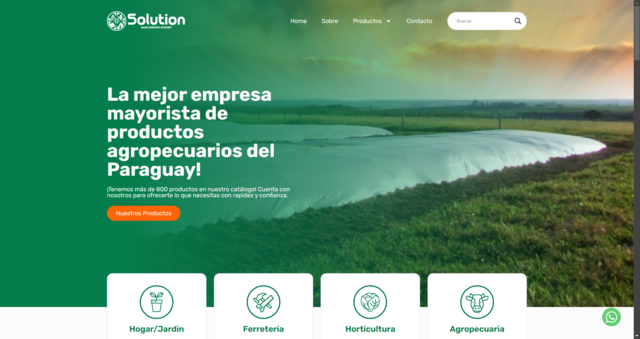 Solution
Home Sobre Productos Contacto Buscar...
La mejor empresa
mayorista de
productos
agropecuarios del
Paraguay!
¡Tenemos más de 800 productos en nuestro catálogo! Cuenta con
nosotros para ofrecerte lo que necesitas con rapidez y confianza.
Nuestros Productos
Hogar/Jardin Ferreteria Horticultura Agropecuaria